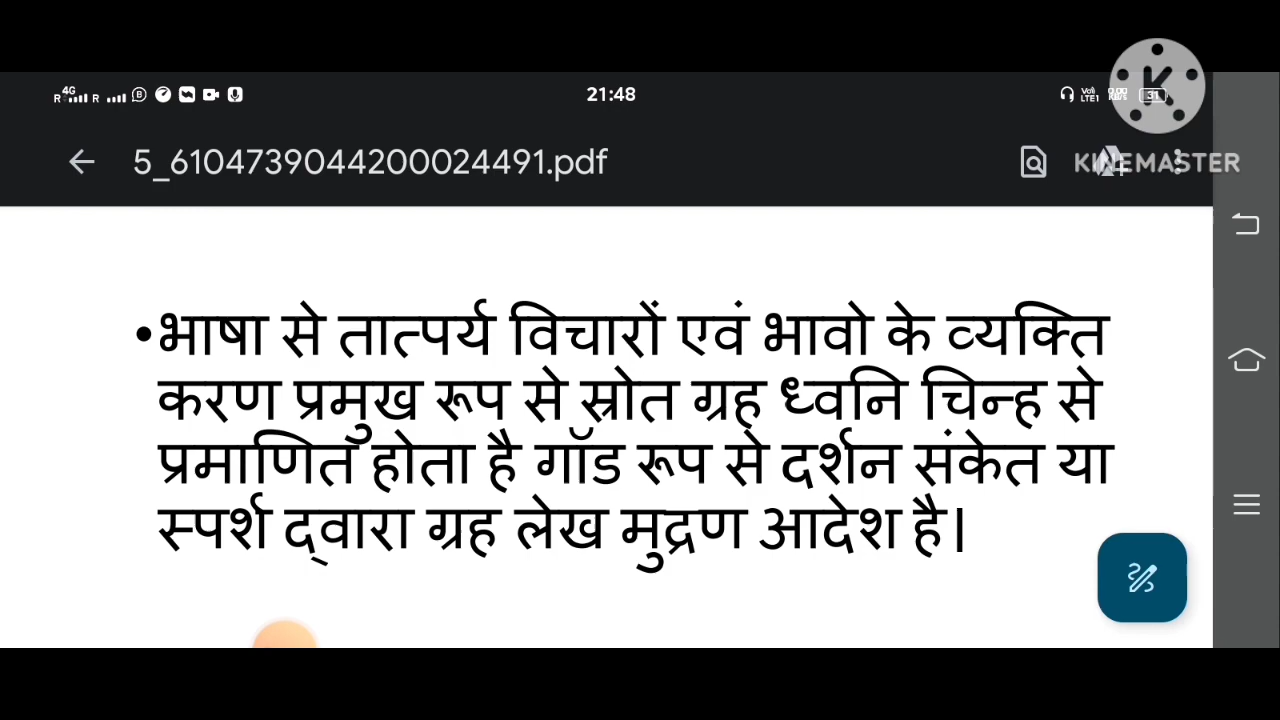 21:48
31
5_6104739044200024491.pdf
KINEMASTER
•भाषा से तात्पर्य विचारों एवं भावो के व्यक्ति
करण प्रमुख रूप से स्रोत ग्रह ध्वनि चिन्ह से
प्रमाणित होता है गॉड रूप से दर्शन संकेत या
स्पर्श द्वारा ग्रह लेख मुद्रण आदेश है।